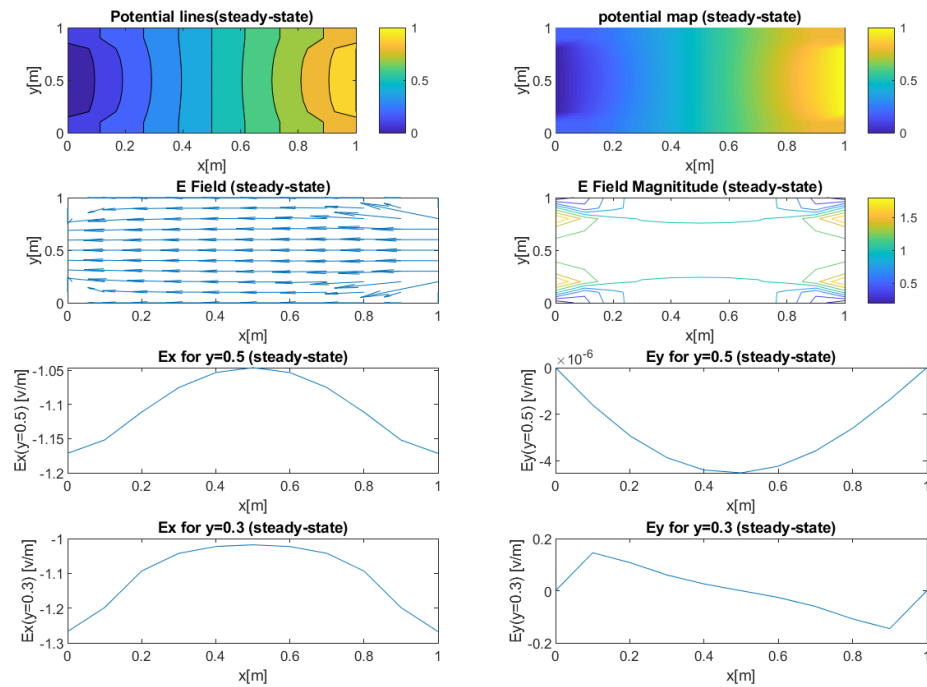 Potential lines(steady-state)
y[m]
1
0.5
0
0 0.2 0.4 0.6 0.8 1
x[m]
1
0.5
0
potential map (steady-state)
y[m]
1
0.5
0
0 0.2 0.4 0.6 0.8 1
x[m]
1
0.5
0
E Field (steady-state)
y[m]
1
0.5
0
0 0.2 0.4 0.6 0.8 1
x[m]
E Field Magnititude (steady-state)
y[m]
1
0.5
0
0 0.2 0.4 0.6 0.8 1
x[m]
1.5
1
0.5
Ex for y=0.5 (steady-state)
Ex(y=0.5) [v/m]
-1.05
-1.1
-1.15
-1.2
0 0.2 0.4 0.6 0.8 1
x[m]
Ey for y=0.5 (steady-state)
×10-6
Ey(y=0.5) [v/m]
0
-2
-4
0 0.2 0.4 0.6 0.8 1
x[m]
Ex for y=0.3 (steady-state)
Ex(y=0.3) [v/m]
-1
-1.1
-1.2
-1.3
0 0.2 0.4 0.6 0.8 1
x[m]
Ey for y=0.3 (steady-state)
Ey(y=0.3) [v/m]
0.2
0
-0.2
0 0.2 0.4 0.6 0.8 1
x[m]